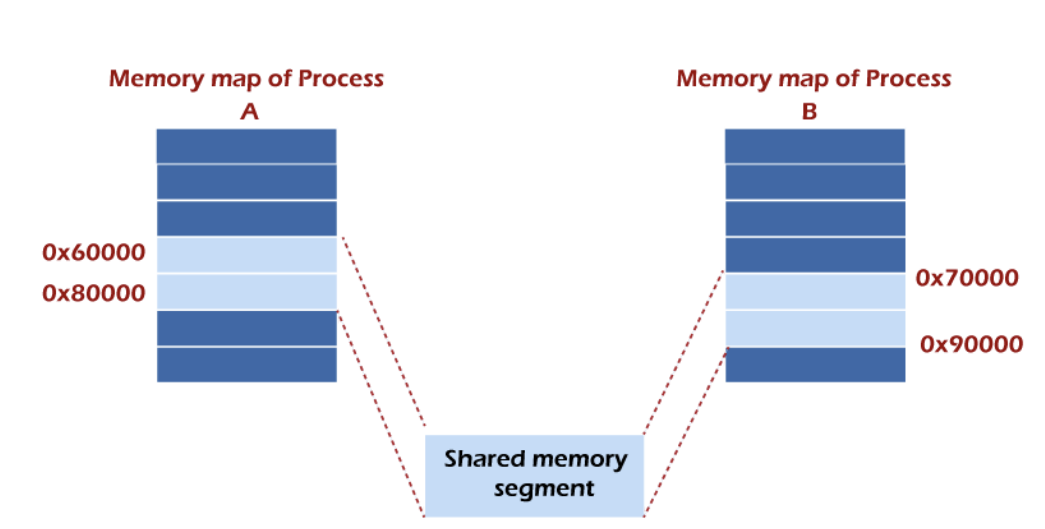 Memory map of Process
A
Memory map of Process
B
0x60000
0x80000
0x70000
0x90000
Shared memory
segment